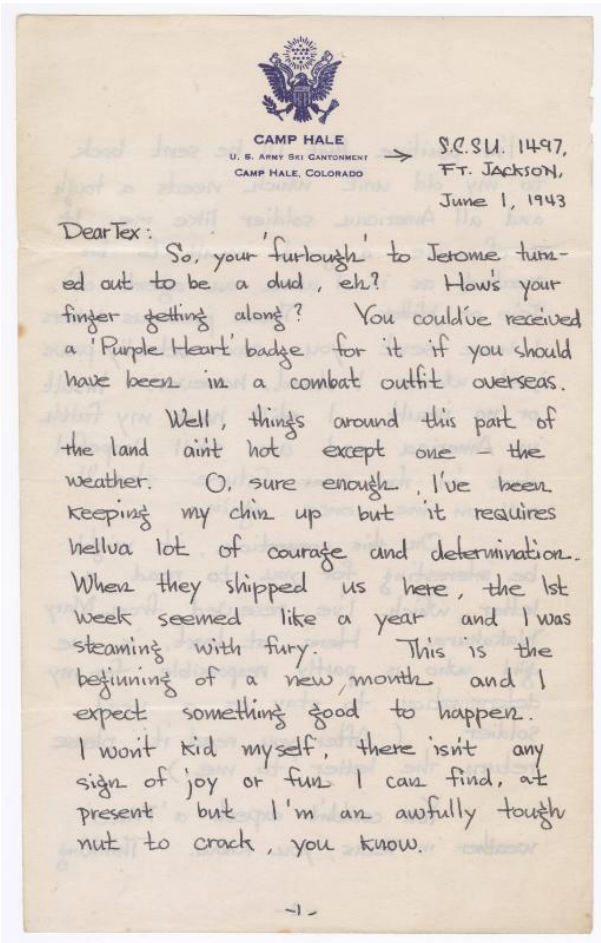 CAMP HALE
U. S. ARMY SKI CANTONMENT
CAMP HALE, COLORADO
→ S.C.S.U. 1497,
FT. JACKSON,
June 1, 1943
Dear Tex:
So, your 'furlough' to Jerome turn-
ed out to be a dud, eh? How's your
finger getting along? You could've received
a 'Purple Heart' badge for it if you should
have been in a combat outfit overseas.
Well, things around this part of
the land ain't hot except one – the
weather. O, sure enough, I've been
keeping my chin up but it requires
hellva lot of courage and determination.
When they shipped us here, the 1st
week seemed like a year and I was
steaming with fury. This is the
beginning of a new month and I
expect something good to happen.
I won't kid myself, there isn't any
sign of joy or fun I can find, at
present but I'm an awfully tough
nut to crack, you know.
-1-